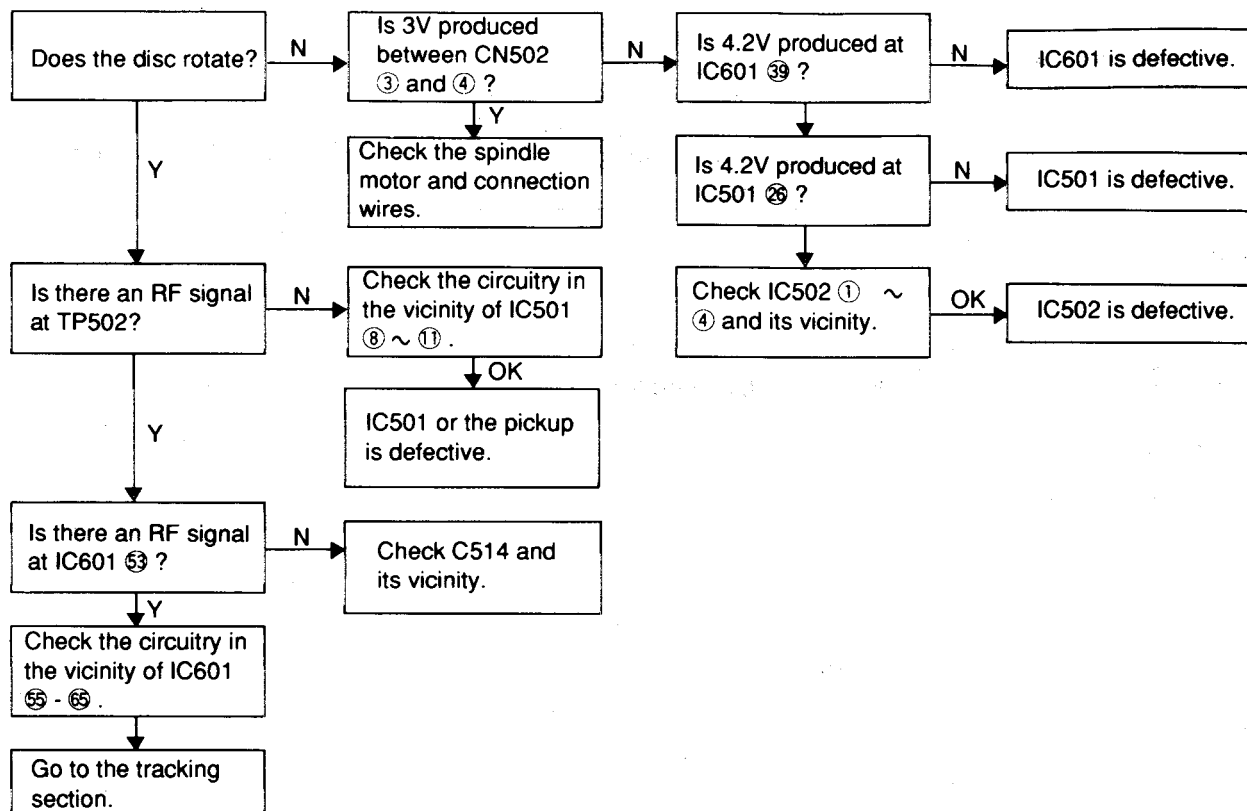 Does the disc rotate?
N
Is 3V produced
between CN502
③ and ④ ?
N
Is 4.2V produced at
IC601 ㊴ ?
N
IC601 is defective.
Y
Y
Check the spindle
motor and connection
wires.
Is 4.2V produced at
IC501 ㉖ ?
N
IC501 is defective.
Is there an RF signal
at TP502?
N
Check the circuitry in
the vicinity of IC501
⑧ ~ ⑪ .
Check IC502 ① ~
④ and its vicinity.
OK
IC502 is defective.
OK
Y
IC501 or the pickup
is defective.
Is there an RF signal
at IC601 53 ?
N
Check C514 and
its vicinity.
Y
Check the circuitry in
the vicinity of IC601
55 - 65 .
Go to the tracking
section.